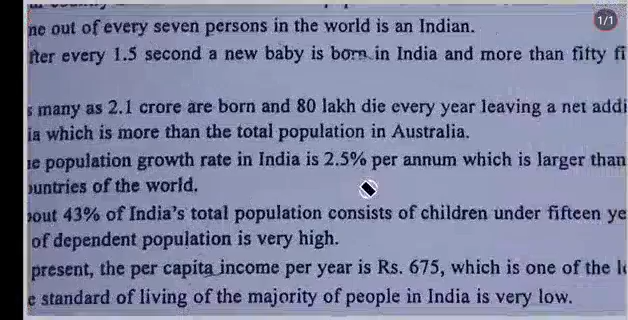 ne out of every seven persons in the world is an Indian.
fter every 1.5 second a new baby is born in India and more than fifty fi
s many as 2.1 crore are born and 80 lakh die every year leaving a net addi
ia which is more than the total population in Australia.
e population growth rate in India is 2.5% per annum which is larger than
ountries of the world.
out 43% of India's total population consists of children under fifteen ye
of dependent population is very high.
present, the per capita income per year is Rs. 675, which is one of the l
e standard of living of the majority of people in India is very low.
1/1